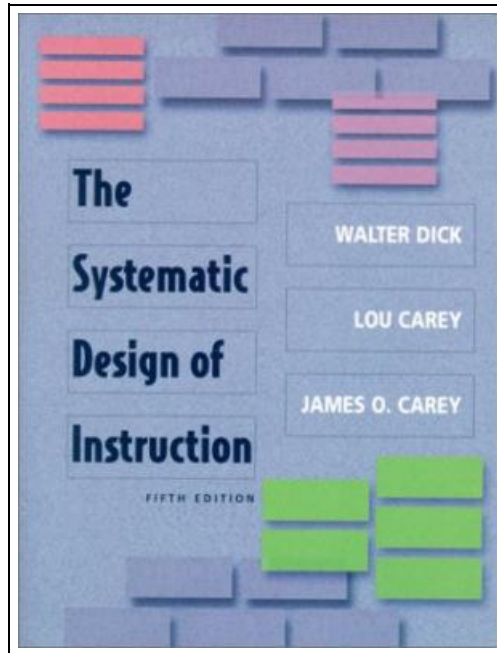 The
Systematic
Design of
Instruction
FIFTH EDITION
WALTER DICK
LOU CAREY
JAMES O. CAREY